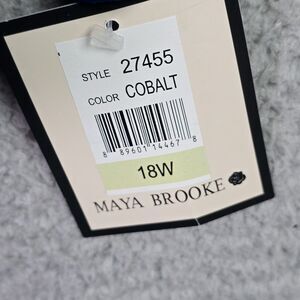 STYLE 27455
COLOR COBALT
8 89601 14467 8
18W
MAYA BROOKE